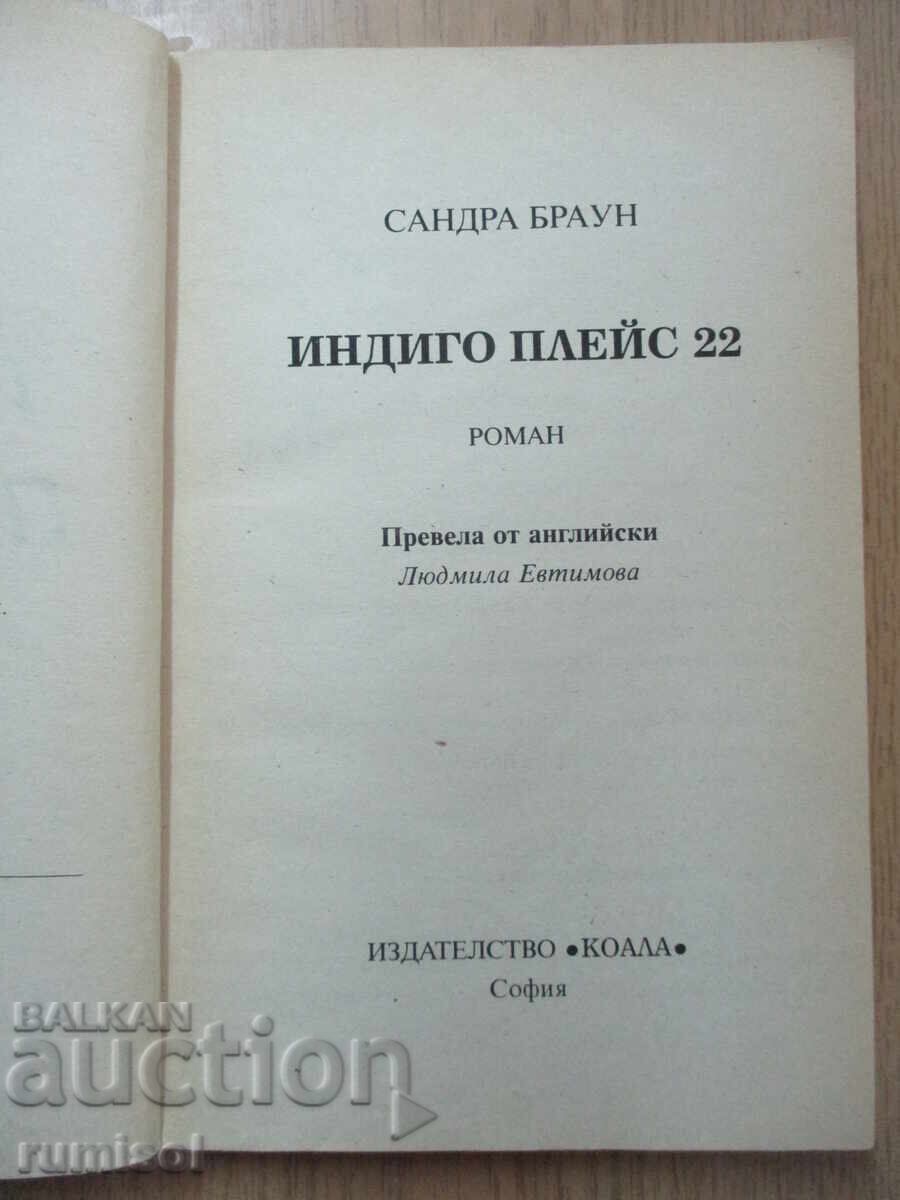 САНДРА БРАУН
ИНДИГО ПЛЕЙС 22
РОМАН
Превела от английски
Людмила Евтимова
ИЗДАТЕЛСТВО •КОАЛА•
София
BALKAN
auction
rumisol